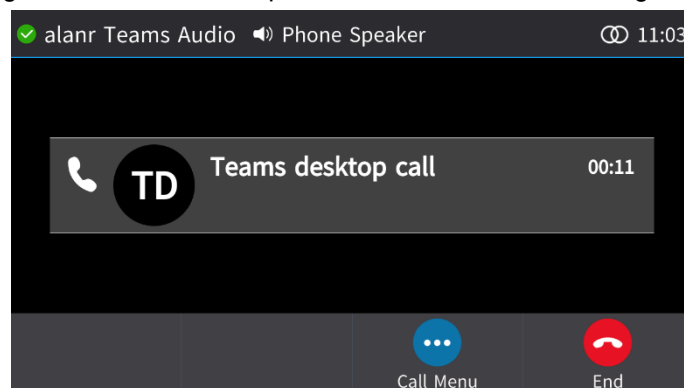 alanr Teams Audio Phone Speaker 11:03
TD Teams desktop call 00:11
Call Menu End